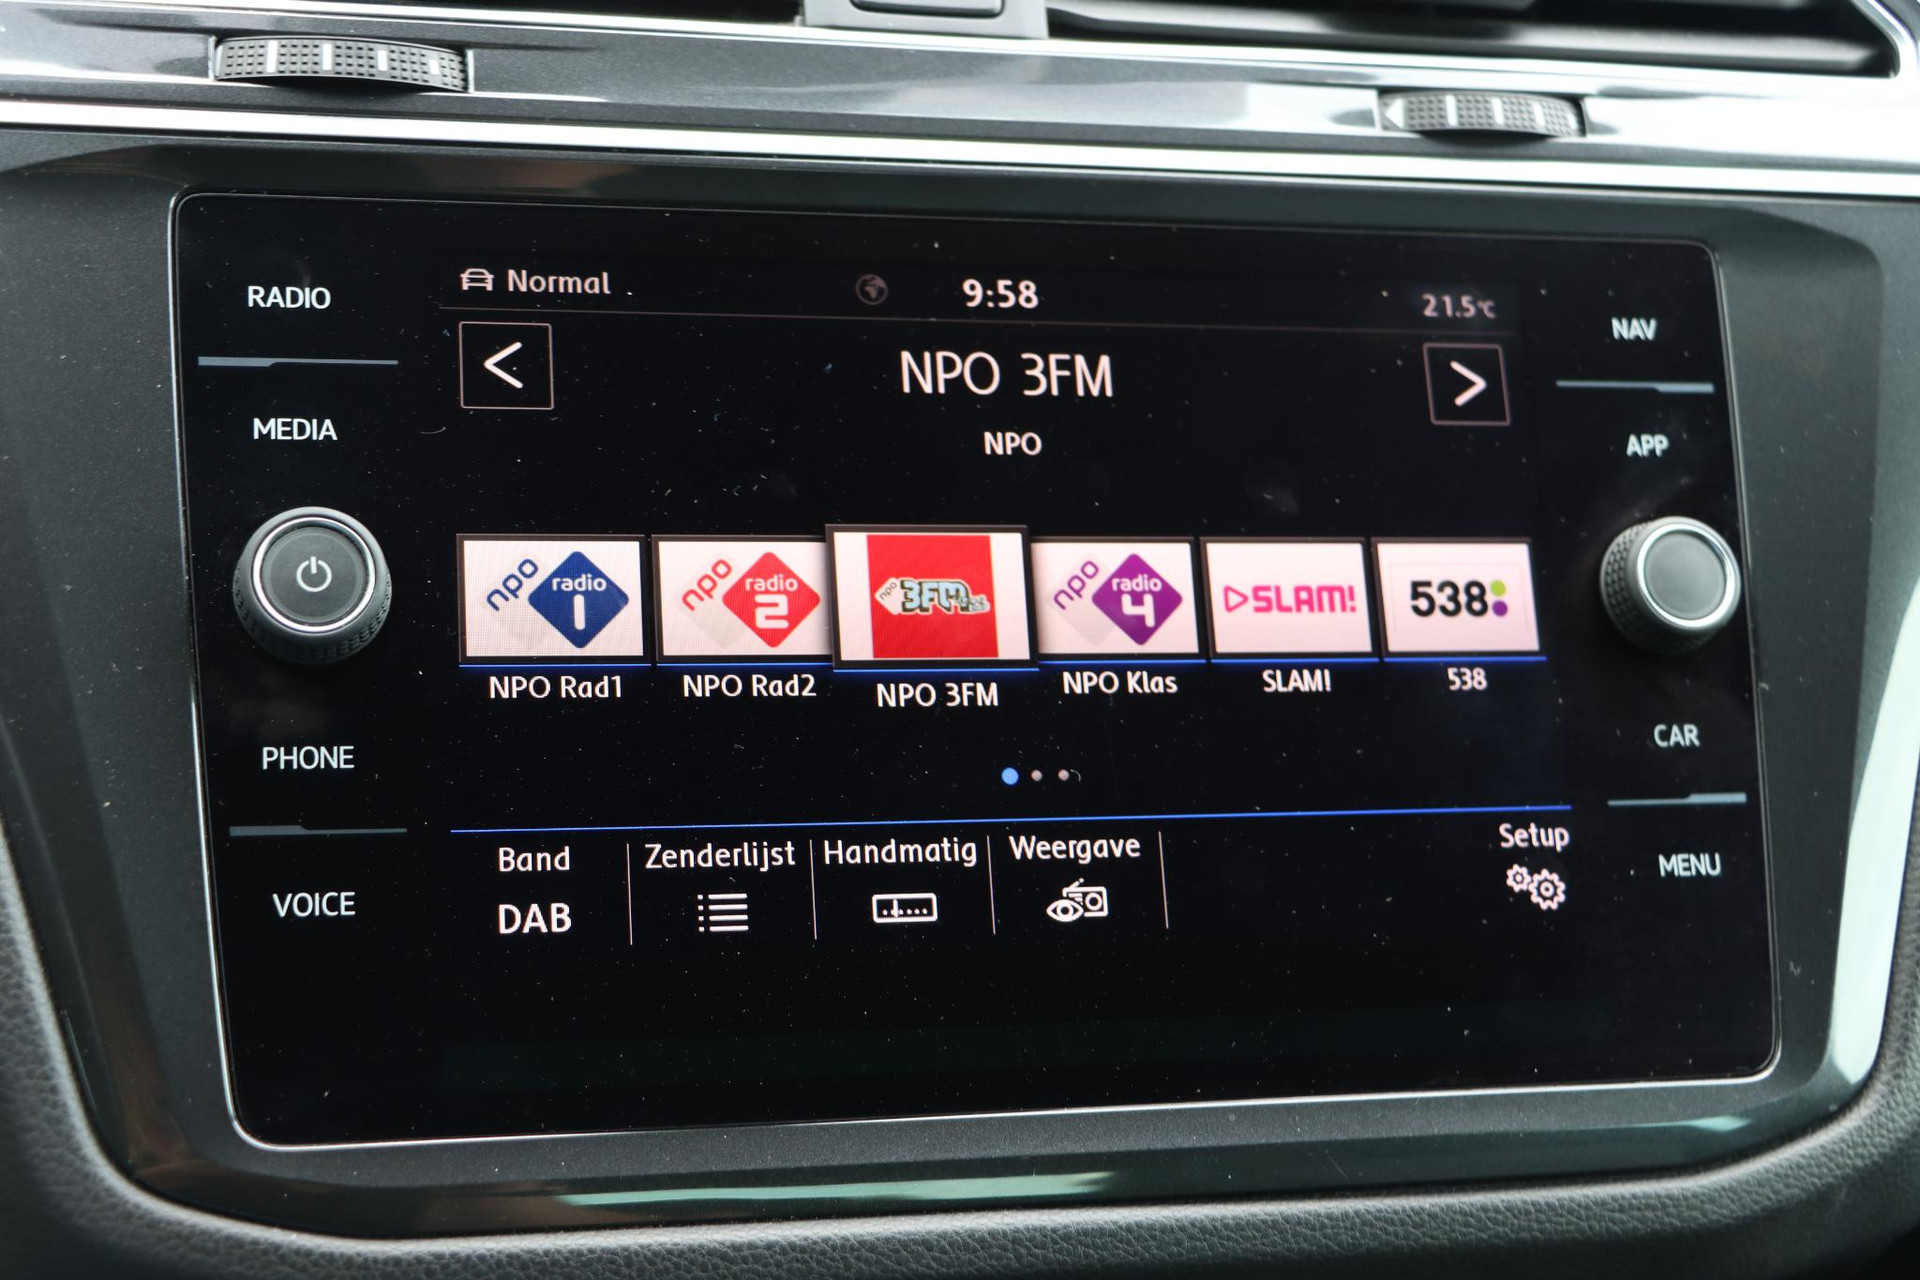 RADIO
MEDIA
PHONE
VOICE
Normal
9:58
21.5°C
NPO 3FM
NPO
npo radio 1
npo radio 2
npo 3FM
npo radio 4
SLAM!
538
NPO Rad1
NPO Rad2
NPO 3FM
NPO Klas
SLAM!
538
Band
DAB
Zenderlijst
Handmatig
Weergave
Setup
NAV
APP
CAR
MENU